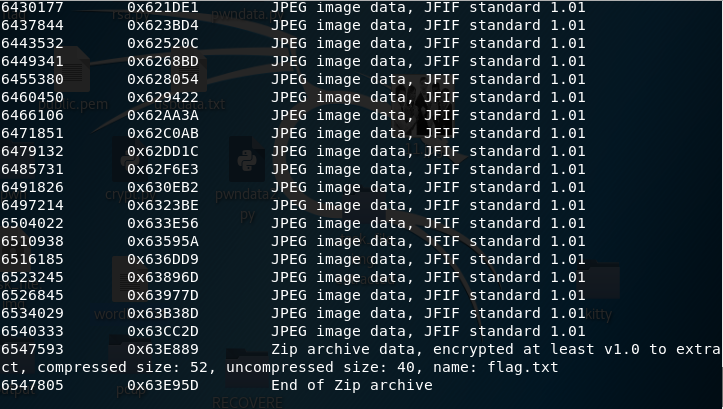 6430177 0x621DE1 JPEG image data, JFIF standard 1.01
6437844 0x623BD4 JPEG image data, JFIF standard 1.01
6443532 0x62520C JPEG image data, JFIF standard 1.01
6449341 0x6268BD JPEG image data, JFIF standard 1.01
6455380 0x628054 JPEG image data, JFIF standard 1.01
6460450 0x629422 JPEG image data, JFIF standard 1.01
6466106 0x62AA3A JPEG image data, JFIF standard 1.01
6471851 0x62C0AB JPEG image data, JFIF standard 1.01
6479132 0x62DD1C JPEG image data, JFIF standard 1.01
6485731 0x62F6E3 JPEG image data, JFIF standard 1.01
6491826 0x630EB2 JPEG image data, JFIF standard 1.01
6497214 0x6323BE JPEG image data, JFIF standard 1.01
6504022 0x633E56 JPEG image data, JFIF standard 1.01
6510938 0x63595A JPEG image data, JFIF standard 1.01
6516185 0x636DD9 JPEG image data, JFIF standard 1.01
6523245 0x63896D JPEG image data, JFIF standard 1.01
6526845 0x63977D JPEG image data, JFIF standard 1.01
6534029 0x63B38D JPEG image data, JFIF standard 1.01
6540333 0x63CC2D JPEG image data, JFIF standard 1.01
6547593 0x63E889 Zip archive data, encrypted at least v1.0 to extra
ct, compressed size: 52, uncompressed size: 40, name: flag.txt
6547805 0x63E95D End of Zip archive
public.pem
kitty
RECOVERE